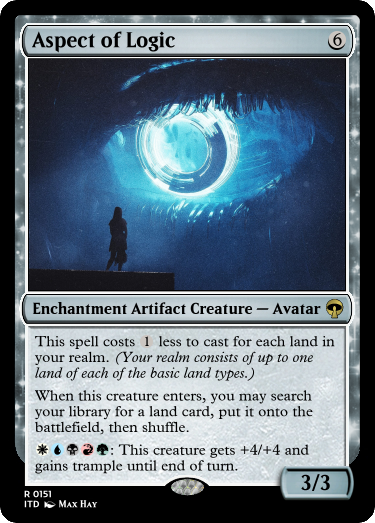 Aspect of Logic 6
Enchantment Artifact Creature — Avatar
This spell costs 1 less to cast for each land in
your realm. (Your realm consists of up to one
land of each of the basic land types.)
When this creature enters, you may search
your library for a land card, put it onto the
battlefield, then shuffle.
: This creature gets +4/+4 and
gains trample until end of turn.
3/3
R 0151
ITD Max Hay